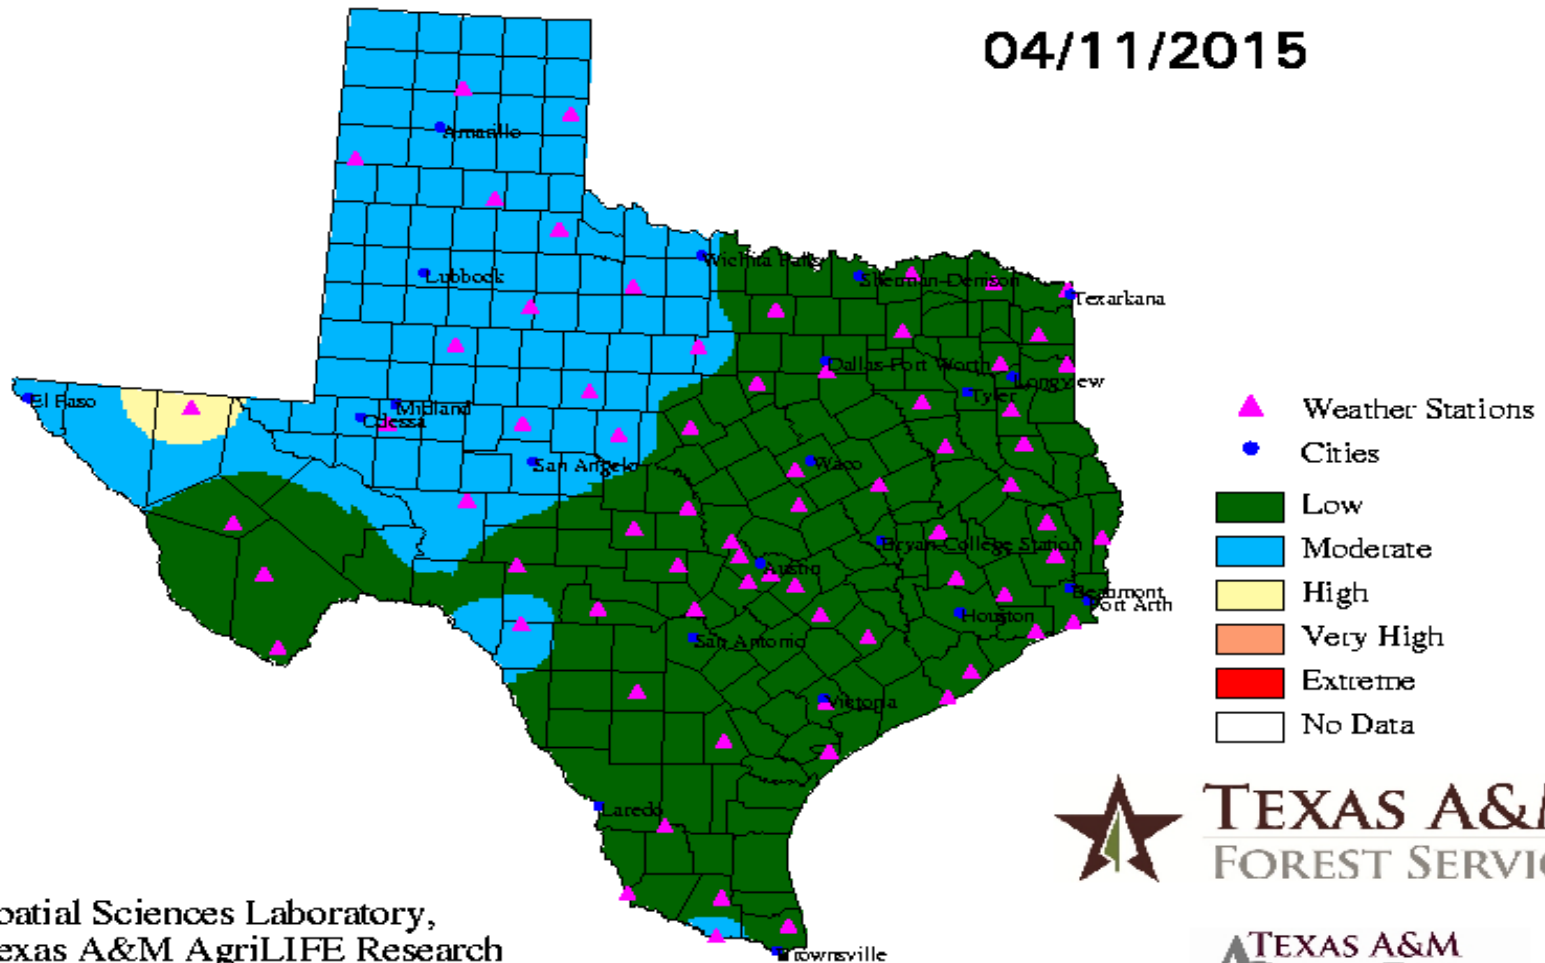 04/11/2015
Amarillo
Lubbock
Wichita Falls
Sherman-Denison
Texarkana
Dallas-Fort Worth
Longview
Tyler
El Paso
Midland
Odessa
San Angelo
Waco
Bryan-College Station
Austin
Beaumont
Port Arth
Houston
San Antonio
Victoria
Laredo
Brownsville
Weather Stations
Cities
Low
Moderate
High
Very High
Extreme
No Data
TEXAS A&M
FOREST SERVIC
patial Sciences Laboratory,
exas A&M AgriLIFE Research
TEXAS A&M